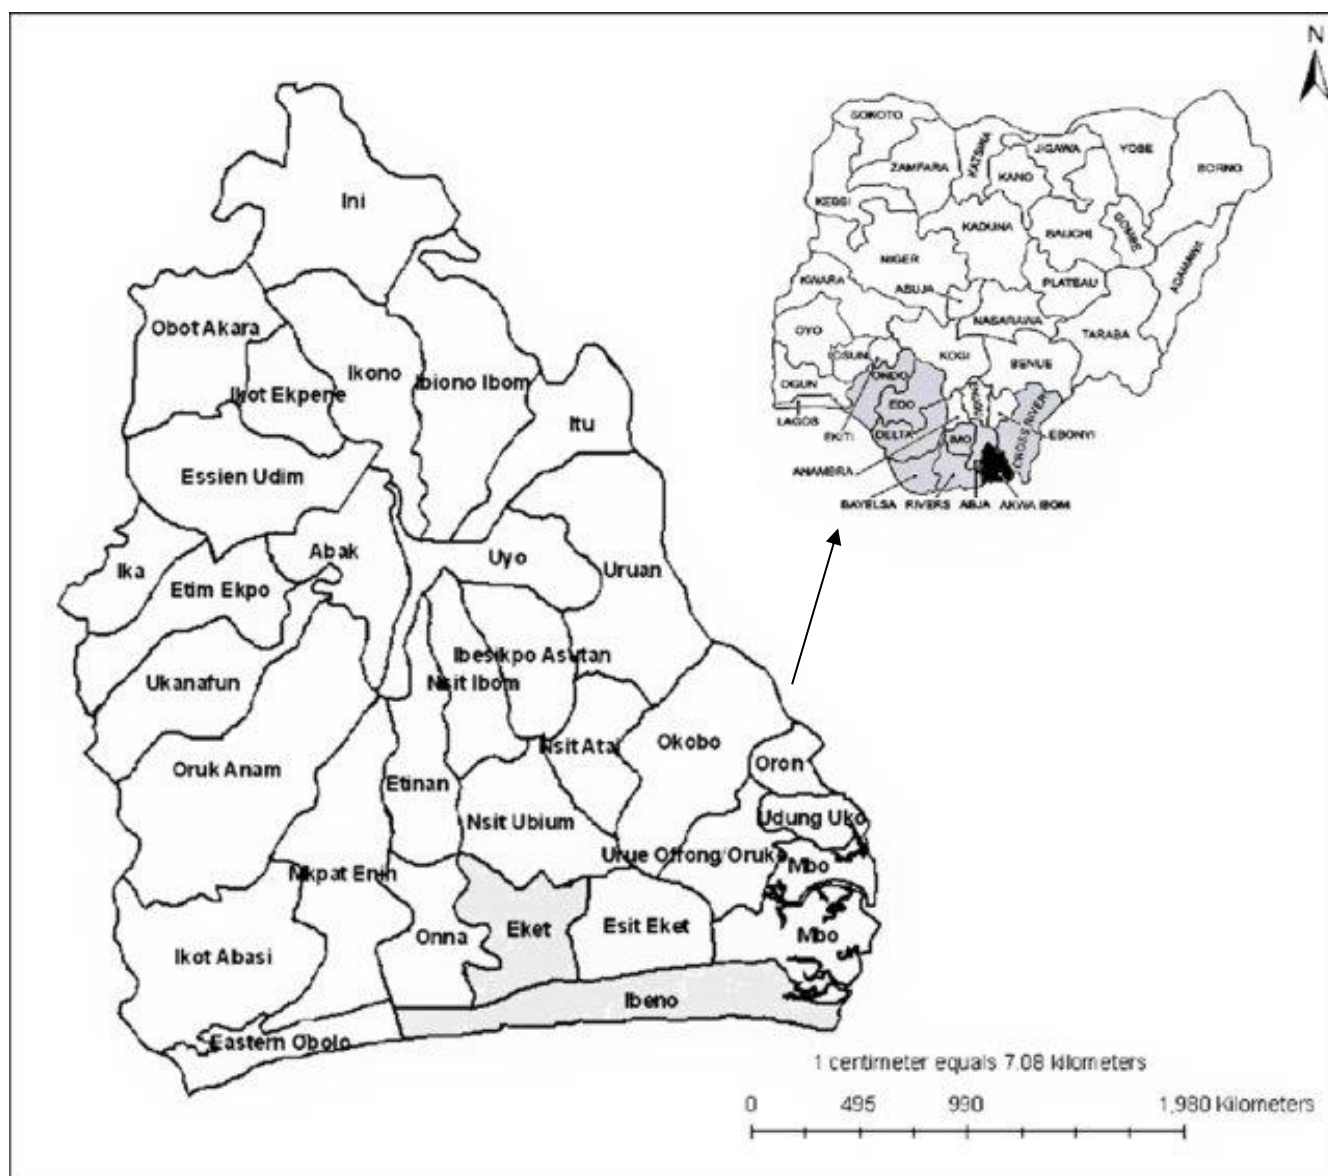 N
SOKOTO
KATSINA
JIGAWA
YOBE
ZAMFARA
KANO
BORNO
KEBBI
KADUNA
BAUCHI
GOMBE
ADAMAWA
NIGER
KWARA
ABUJA
PLATEAU
NASARAWA
TARABA
OYO
OSUN
KOGI
BENUE
ONDO
OGUN
EDO
CROSS RIVER
LAGOS
EKITI
DELTA
IMO
EBONYI
ANAMBRA
BAYELSA RIVERS ABJA AKWA IBOM
Ini
Obot Akara
Ikot Ekpene
Ikono
Ibiono Ibom
Itu
Essien Udim
Abak
Uyo
Uruan
Ika
Etim Ekpo
Ibesikpo Asutan
Ukanafun
Nsit Ibom
Nsit Atai
Okobo
Oron
Oruk Anam
Etinan
Nsit Ubium
Udung Uko
Urue Offong/Oruko
Mbo
Mkpat Enin
Onna
Eket
Esit Eket
Mbo
Ikot Abasi
Ibeno
Eastern Obolo
1 centimeter equals 7.08 kilometers
0 495 990 1,980 Kilometers